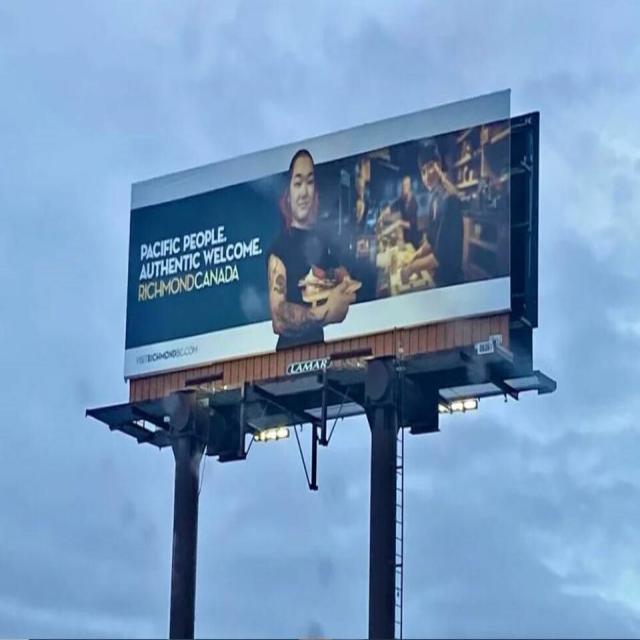 PACIFIC PEOPLE.
AUTHENTIC WELCOME.
RICHMONDCANADA
VISITRICHMONDBC.COM
LAMAR